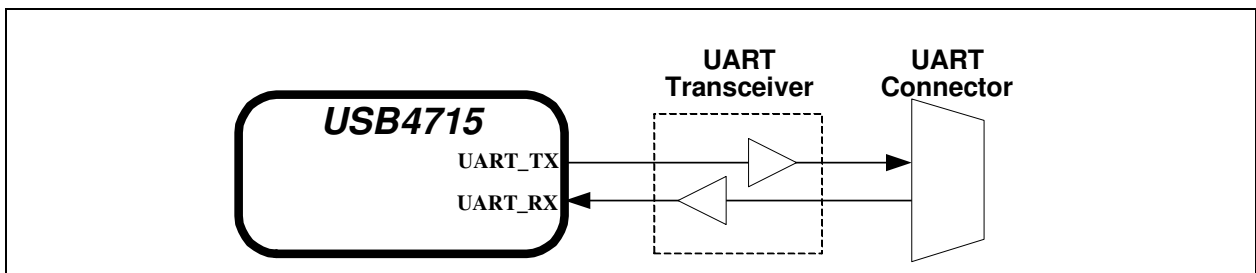 UART
Transceiver
UART
Connector
USB4715
UART_TX
UART_RX